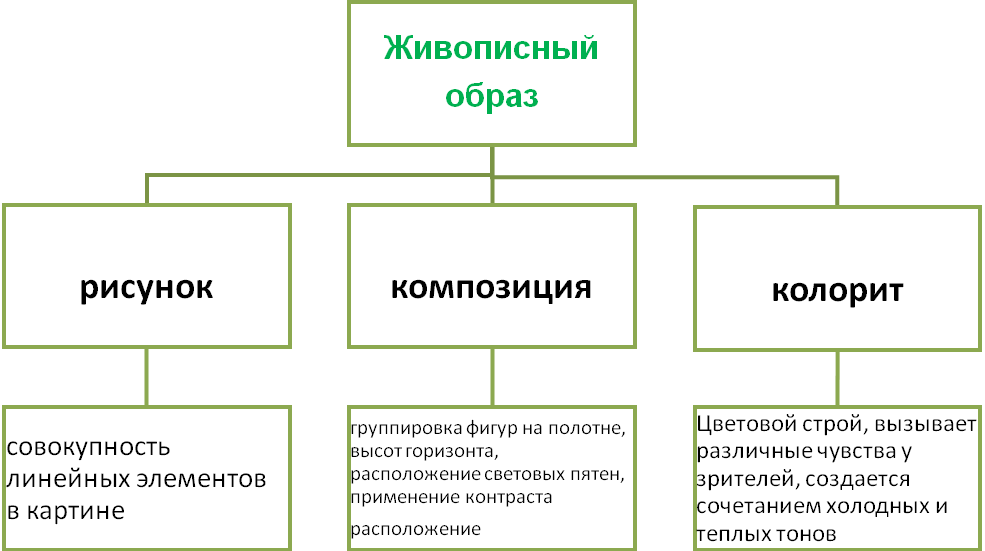 Живописный
образ
рисунок
композиция
колорит
совокупность
линейных элементов
в картине
группировка фигур на полотне,
высот горизонта,
расположение световых пятен,
применение контраста
расположение
Цветовой строй, вызывает
различные чувства у
зрителей, создается
сочетанием холодных и
теплых тонов